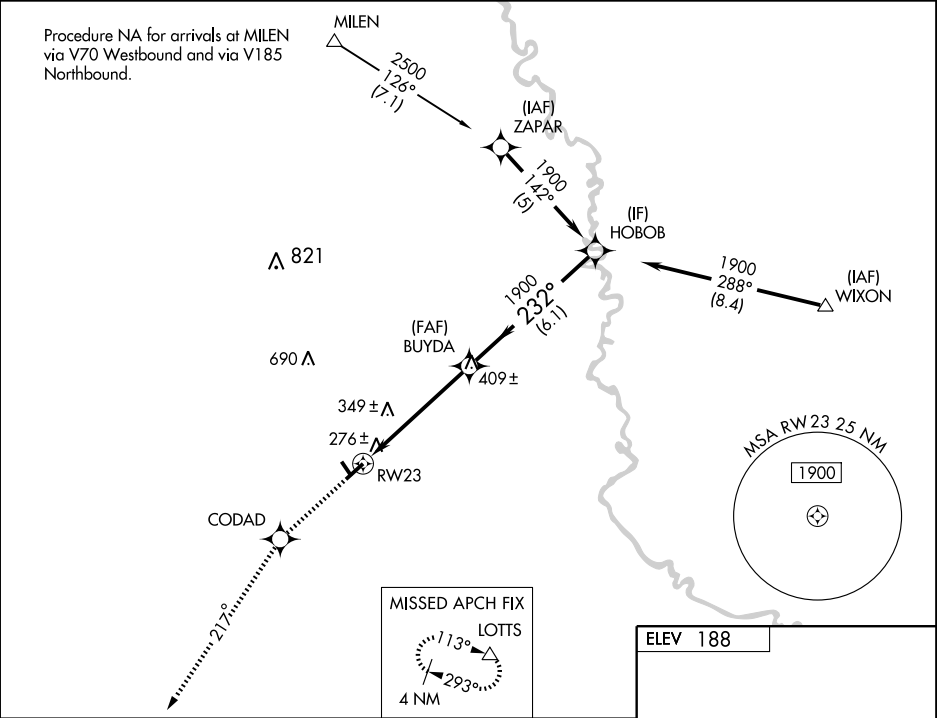 Procedure NA for arrivals at MILEN
via V70 Westbound and via V185
Northbound.
MILEN
2500
126°
(7.1)
(IAF)
ZAPAR
1900
142°
(5)
(IF)
HOBOB
1900
288°
(8.4)
(IAF)
WIXON
821
1900
232°
(6.1)
(FAF)
BUYDA
690
409±
349±
276±
RW23
MSA RW23 25 NM
1900
CODAD
217°
MISSED APCH FIX
LOTTS
113°
293°
4 NM
ELEV 188